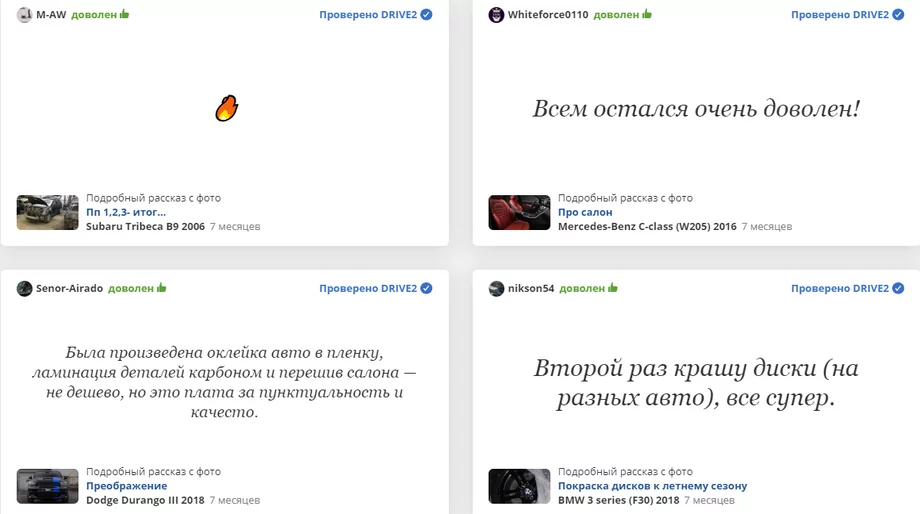 M-AW доволен
Проверено DRIVE2
Подробный рассказ с фото
Пп 1,2,3- итог...
Subaru Tribeca B9 2006 7 месяцев
Whiteforce0110 доволен
Проверено DRIVE2
Всем остался очень доволен!
Подробный рассказ с фото
Про салон
Mercedes-Benz C-class (W205) 2016 7 месяцев
Senor-Airado доволен
Проверено DRIVE2
Была произведена оклейка авто в пленку,
ламинация деталей карбоном и перешив салона —
не дешево, но это плата за пунктуальность и
качесто.
Подробный рассказ с фото
Преображение
Dodge Durango III 2018 7 месяцев
nikson54 доволен
Проверено DRIVE2
Второй раз крашу диски (на
разных авто), все супер.
Подробный рассказ с фото
Покраска дисков к летнему сезону
BMW 3 series (F30) 2018 7 месяцев